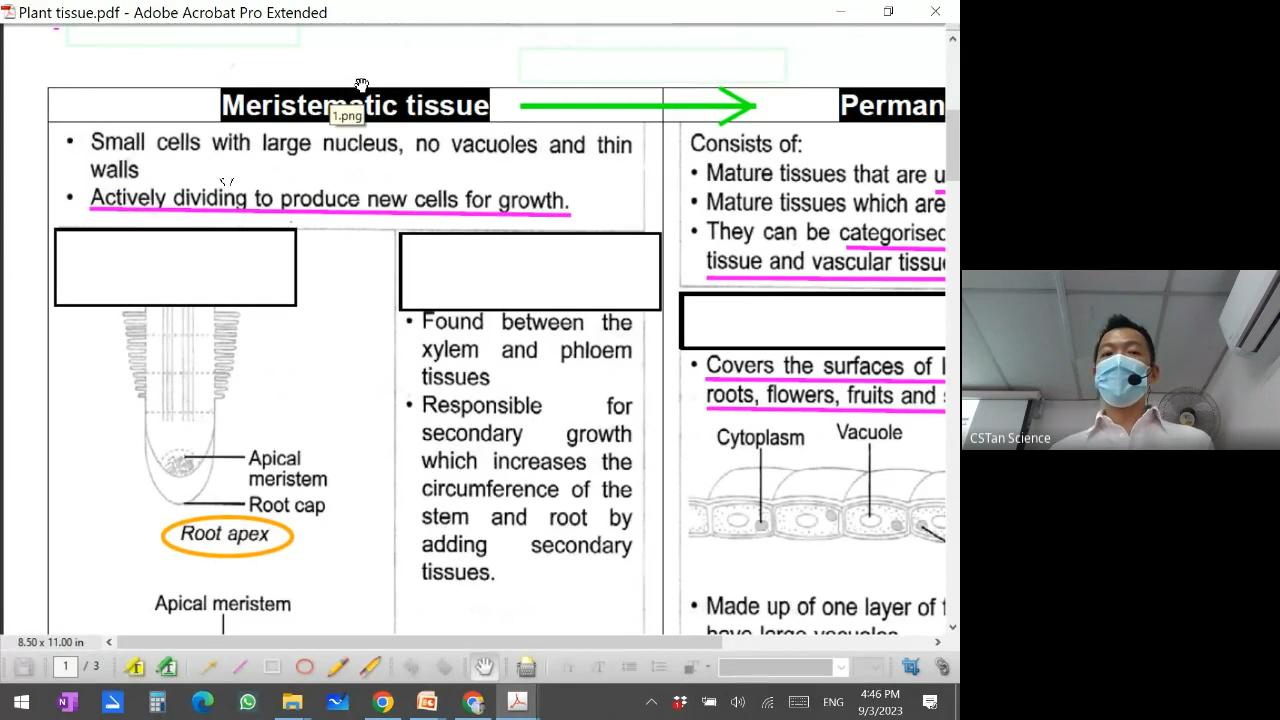 Plant tissue.pdf - Adobe Acrobat Pro Extended
Meristematic tissue
Perman
1.png
• Small cells with large nucleus, no vacuoles and thin
walls
• Actively dividing to produce new cells for growth.
• Found between the
xylem and phloem
tissues
• Responsible for
secondary growth
which increases the
circumference of the
stem and root by
adding secondary
tissues.
Apical
meristem
Root cap
Root apex
Apical meristem
Consists of:
• Mature tissues that are u
• Mature tissues which are
• They can be categorised
tissue and vascular tissue
• Covers the surfaces of l
roots, flowers, fruits and s
Cytoplasm
Vacuole
• Made up of one layer of f
have large vacuoles
CSTan Science
8.50 x 11.00 in
1 / 3
ENG
4:46 PM
9/3/2023